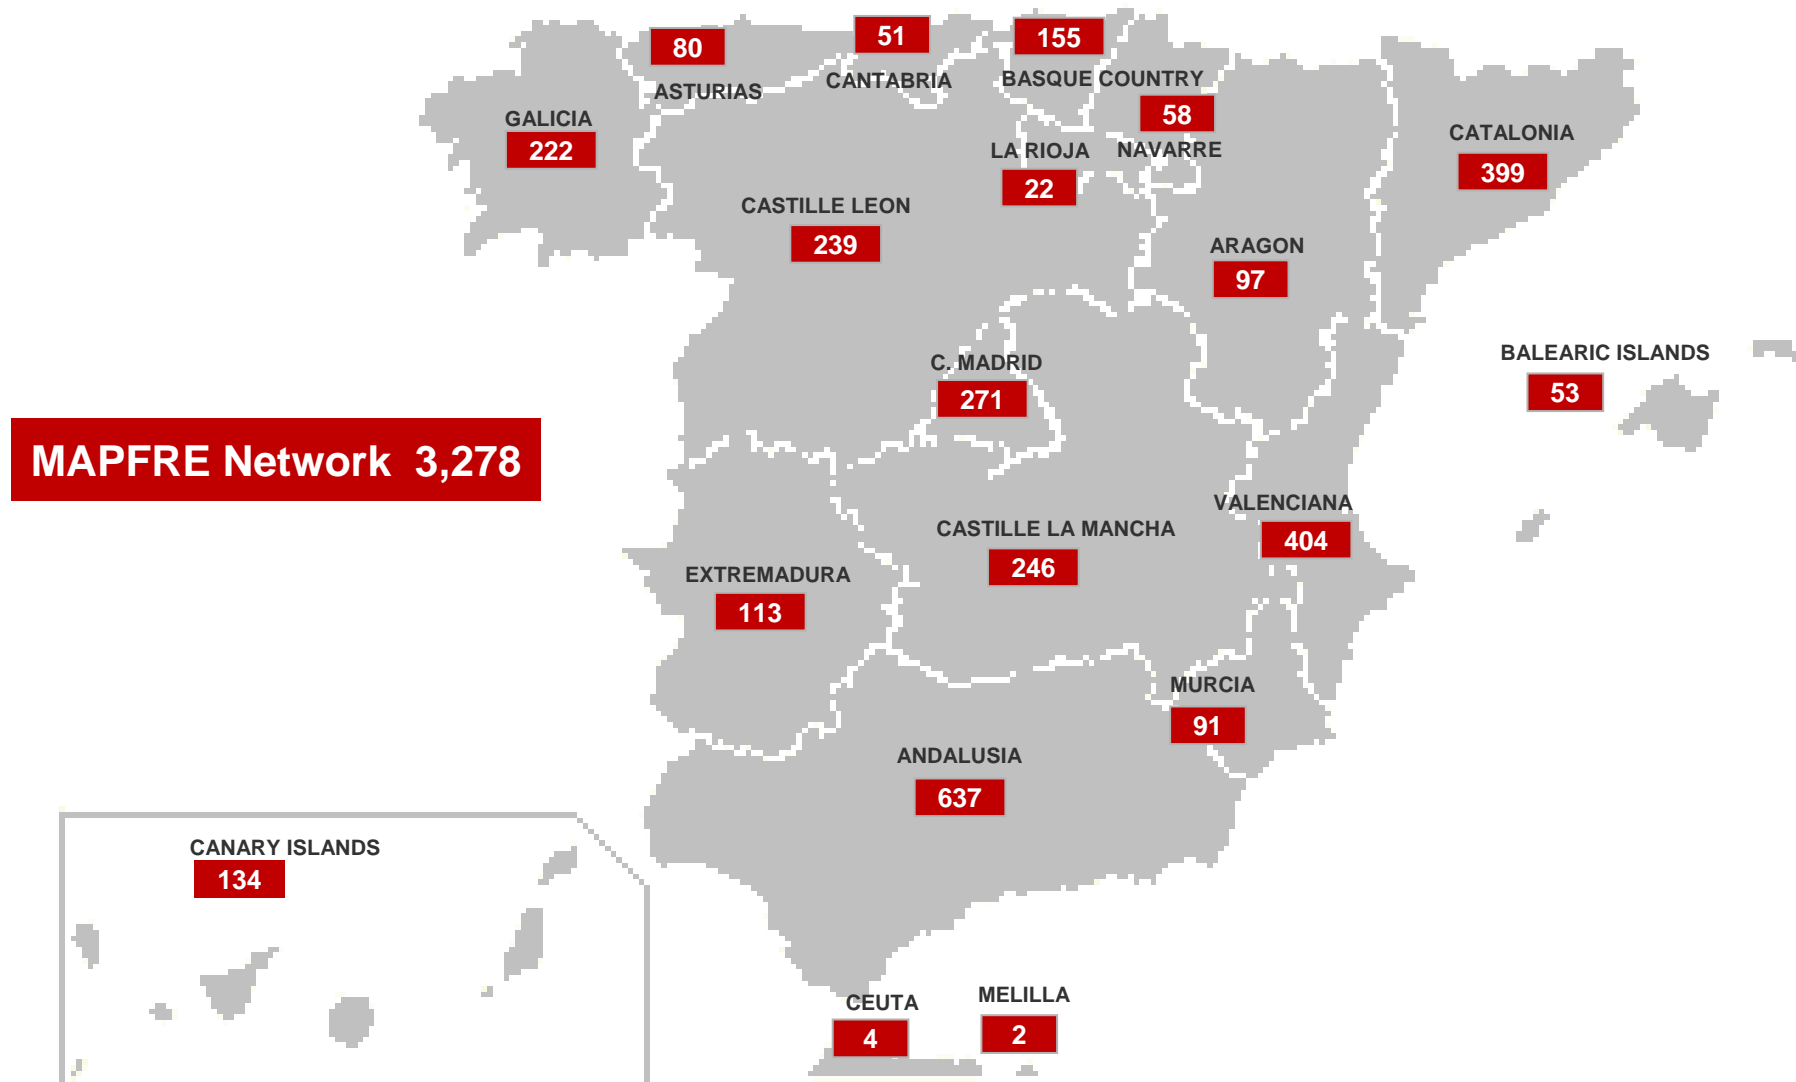 80
51
155
ASTURIAS
CANTABRIA
BASQUE COUNTRY
GALICIA
222
58
CATALONIA
399
LA RIOJA
22
NAVARRE
CASTILLE LEON
239
ARAGON
97
C. MADRID
271
BALEARIC ISLANDS
53
MAPFRE Network 3,278
VALENCIANA
404
CASTILLE LA MANCHA
246
EXTREMADURA
113
MURCIA
91
ANDALUSIA
637
CANARY ISLANDS
134
CEUTA
4
MELILLA
2